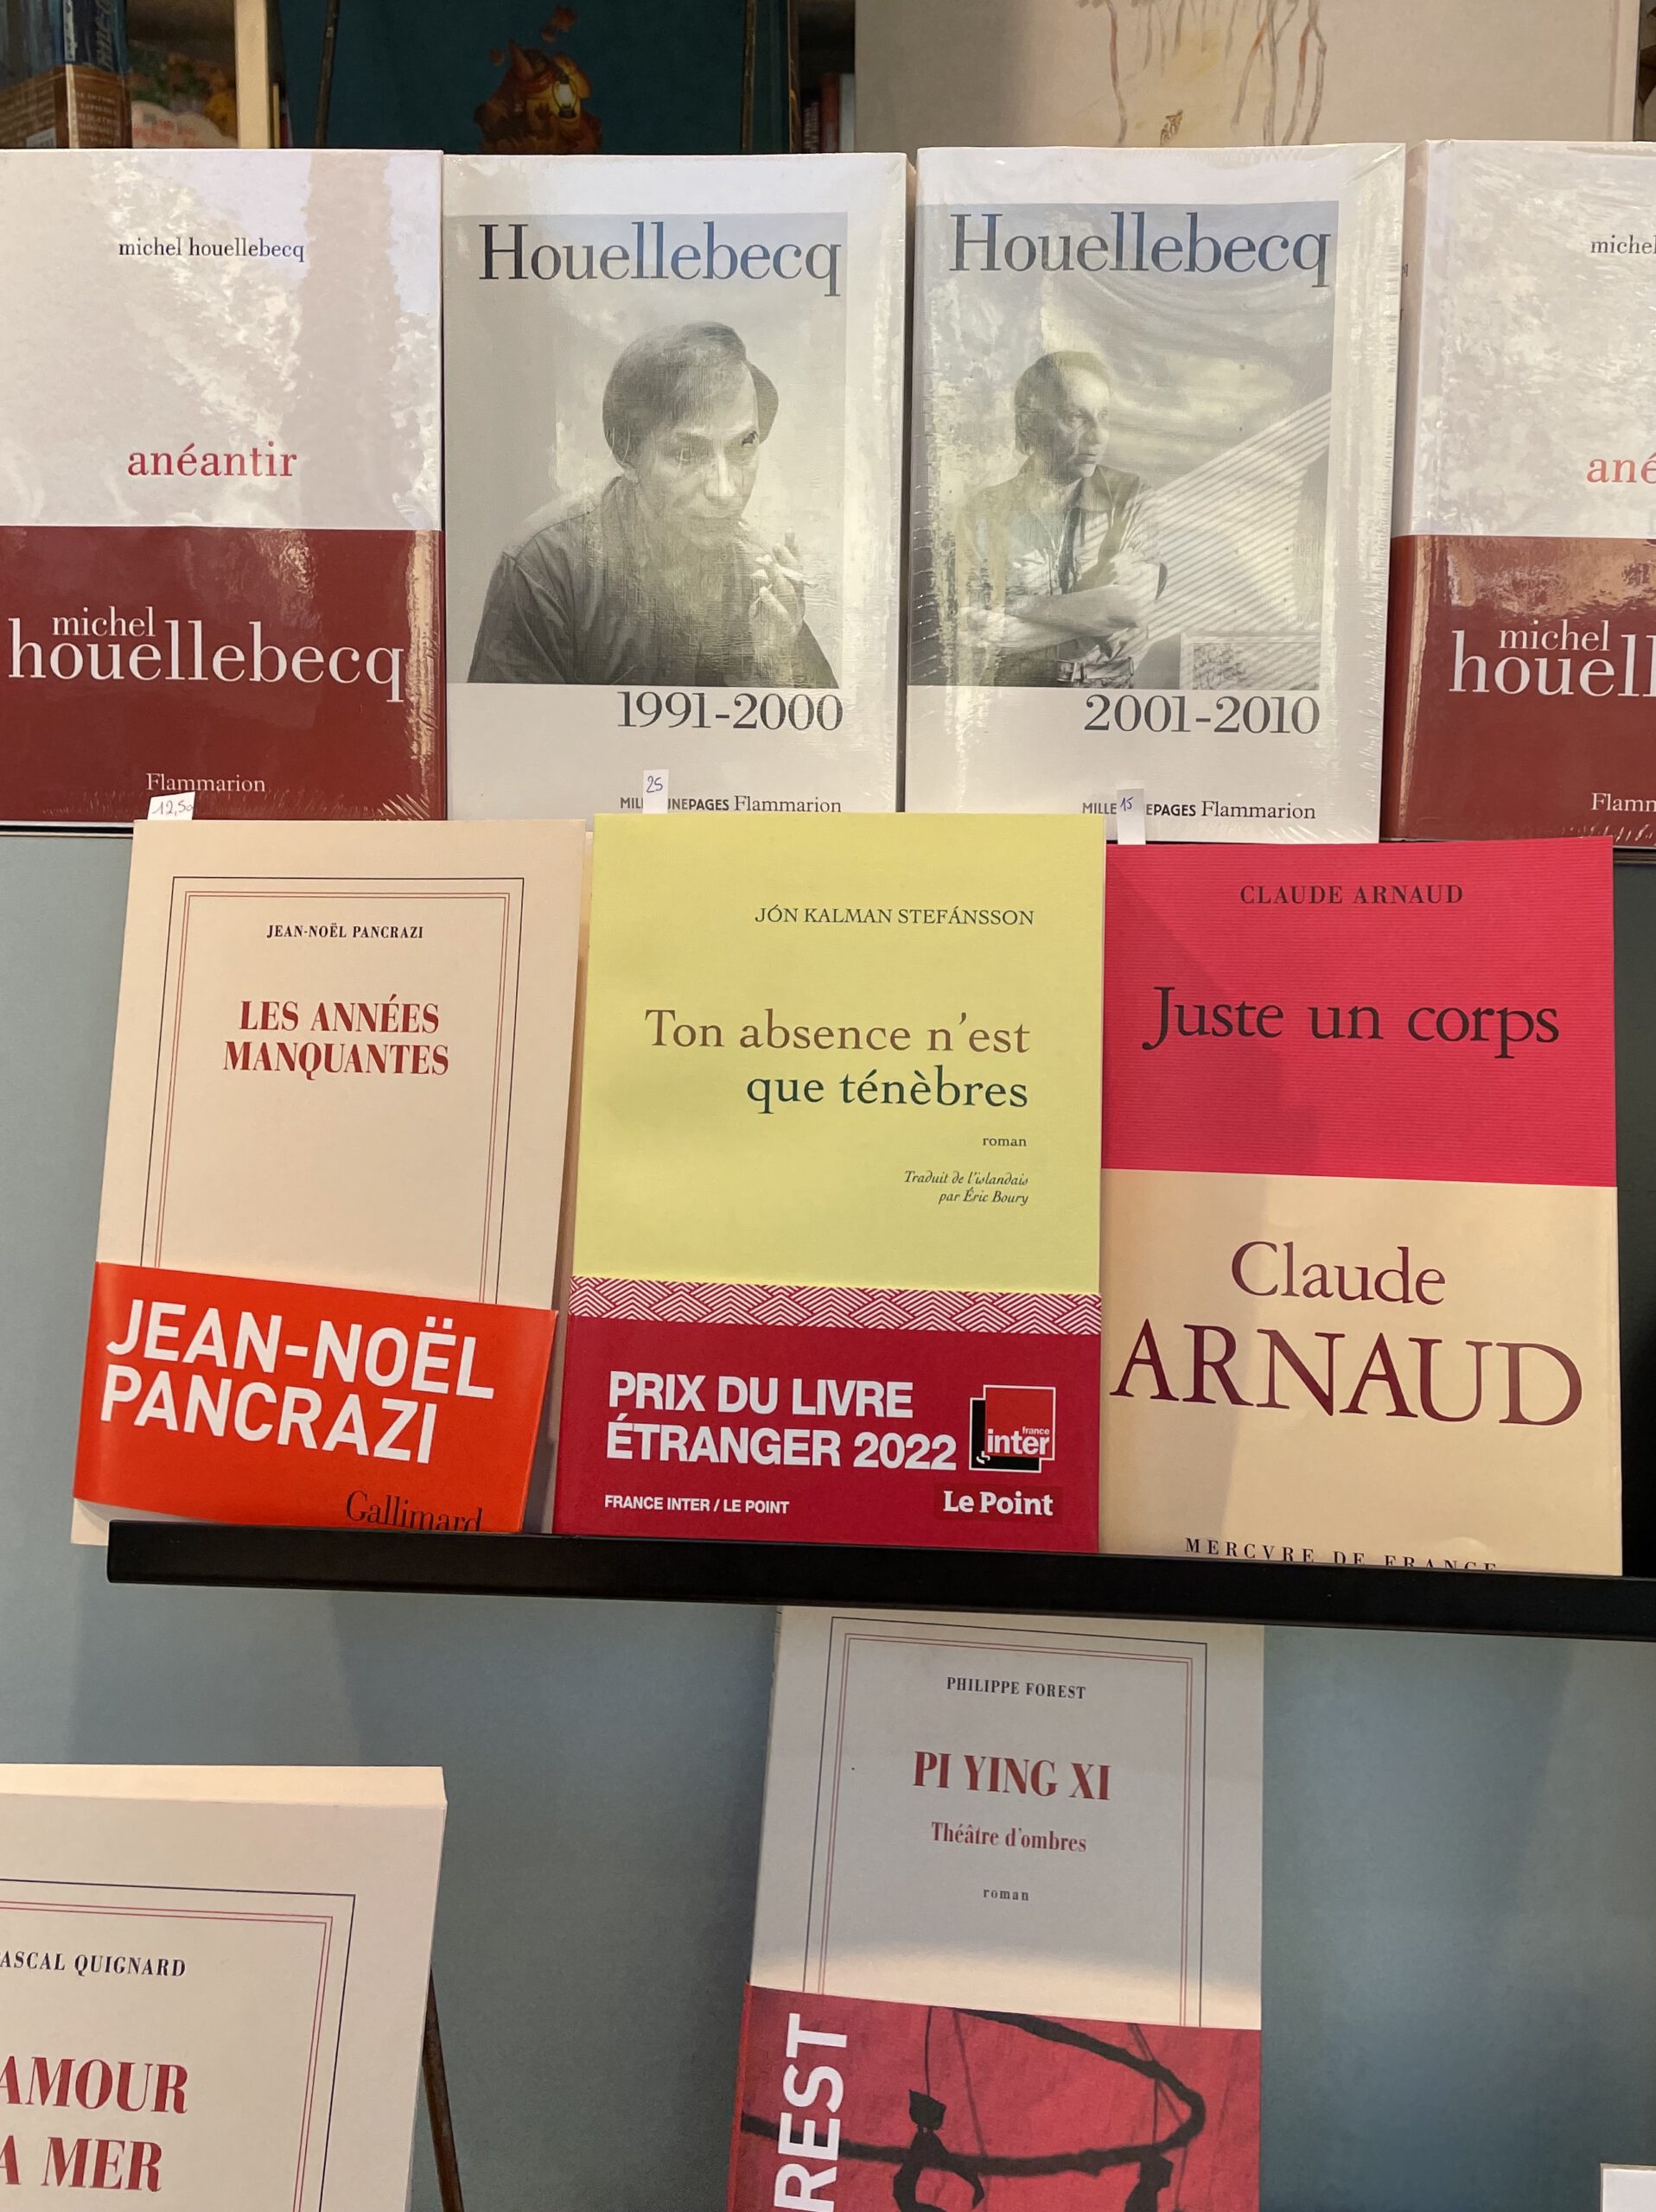 michel houellebecq
anéantir
michel
houellebecq
Flammarion
Houellebecq
1991-2000
Flammarion
Houellebecq
2001-2010
Flammarion
michel
houell
12,50
25
15
JEAN-NOËL PANCRAZI
LES ANNÉES
MANQUANTES
JEAN-NOËL
PANCRAZI
Gallimard
JÓN KALMAN STEFÁNSSON
Ton absence n'est
que ténèbres
roman
Traduit de l'islandais
par Éric Boury
PRIX DU LIVRE
ÉTRANGER 2022
france
inter
FRANCE INTER / LE POINT
Le Point
CLAUDE ARNAUD
Juste un corps
Claude
ARNAUD
MERCVRE DE FRANCE
PHILIPPE FOREST
PI YING XI
Théâtre d'ombres
roman
REST
ASCAL QUIGNARD
AMOUR
A MER